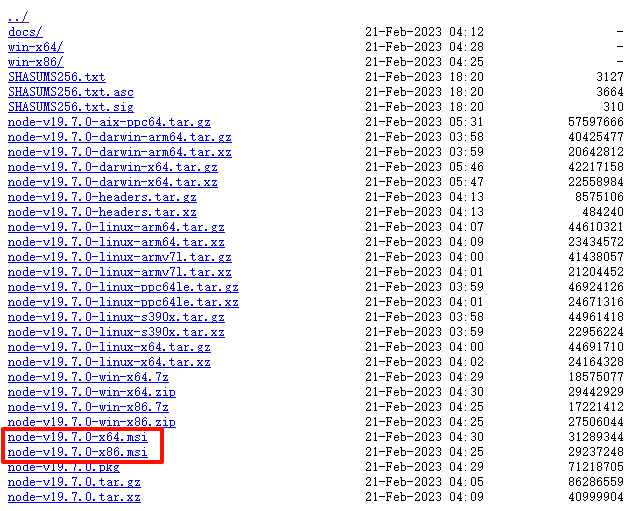 ../
docs/ 21-Feb-2023 04:12 -
win-x64/ 21-Feb-2023 04:28 -
win-x86/ 21-Feb-2023 04:25 -
SHASUMS256.txt 21-Feb-2023 18:20 3127
SHASUMS256.txt.asc 21-Feb-2023 18:20 3664
SHASUMS256.txt.sig 21-Feb-2023 18:20 310
node-v19.7.0-aix-ppc64.tar.gz 21-Feb-2023 05:31 57597666
node-v19.7.0-darwin-arm64.tar.gz 21-Feb-2023 03:58 40425477
node-v19.7.0-darwin-arm64.tar.xz 21-Feb-2023 03:59 20642812
node-v19.7.0-darwin-x64.tar.gz 21-Feb-2023 05:46 42216758
node-v19.7.0-darwin-x64.tar.xz 21-Feb-2023 05:47 22558984
node-v19.7.0-headers.tar.gz 21-Feb-2023 04:13 8575106
node-v19.7.0-headers.tar.xz 21-Feb-2023 04:13 484240
node-v19.7.0-linux-arm64.tar.gz 21-Feb-2023 04:07 44610321
node-v19.7.0-linux-arm64.tar.xz 21-Feb-2023 04:09 23434572
node-v19.7.0-linux-armv7l.tar.gz 21-Feb-2023 04:00 41438057
node-v19.7.0-linux-armv7l.tar.xz 21-Feb-2023 04:01 21204452
node-v19.7.0-linux-ppc64le.tar.gz 21-Feb-2023 03:59 46924126
node-v19.7.0-linux-ppc64le.tar.xz 21-Feb-2023 04:01 24671316
node-v19.7.0-linux-s390x.tar.gz 21-Feb-2023 03:58 44961418
node-v19.7.0-linux-s390x.tar.xz 21-Feb-2023 03:59 22956224
node-v19.7.0-linux-x64.tar.gz 21-Feb-2023 04:00 44691710
node-v19.7.0-linux-x64.tar.xz 21-Feb-2023 04:02 24164328
node-v19.7.0-win-x64.7z 21-Feb-2023 04:29 18575077
node-v19.7.0-win-x64.zip 21-Feb-2023 04:30 29442929
node-v19.7.0-win-x86.7z 21-Feb-2023 04:25 17221412
node-v19.7.0-win-x86.zip 21-Feb-2023 04:25 27506044
node-v19.7.0-x64.msi 21-Feb-2023 04:30 31289344
node-v19.7.0-x86.msi 21-Feb-2023 04:25 29237248
node-v19.7.0.pkg 21-Feb-2023 04:29 71218705
node-v19.7.0.tar.gz 21-Feb-2023 04:05 86286559
node-v19.7.0.tar.xz 21-Feb-2023 04:09 40999904